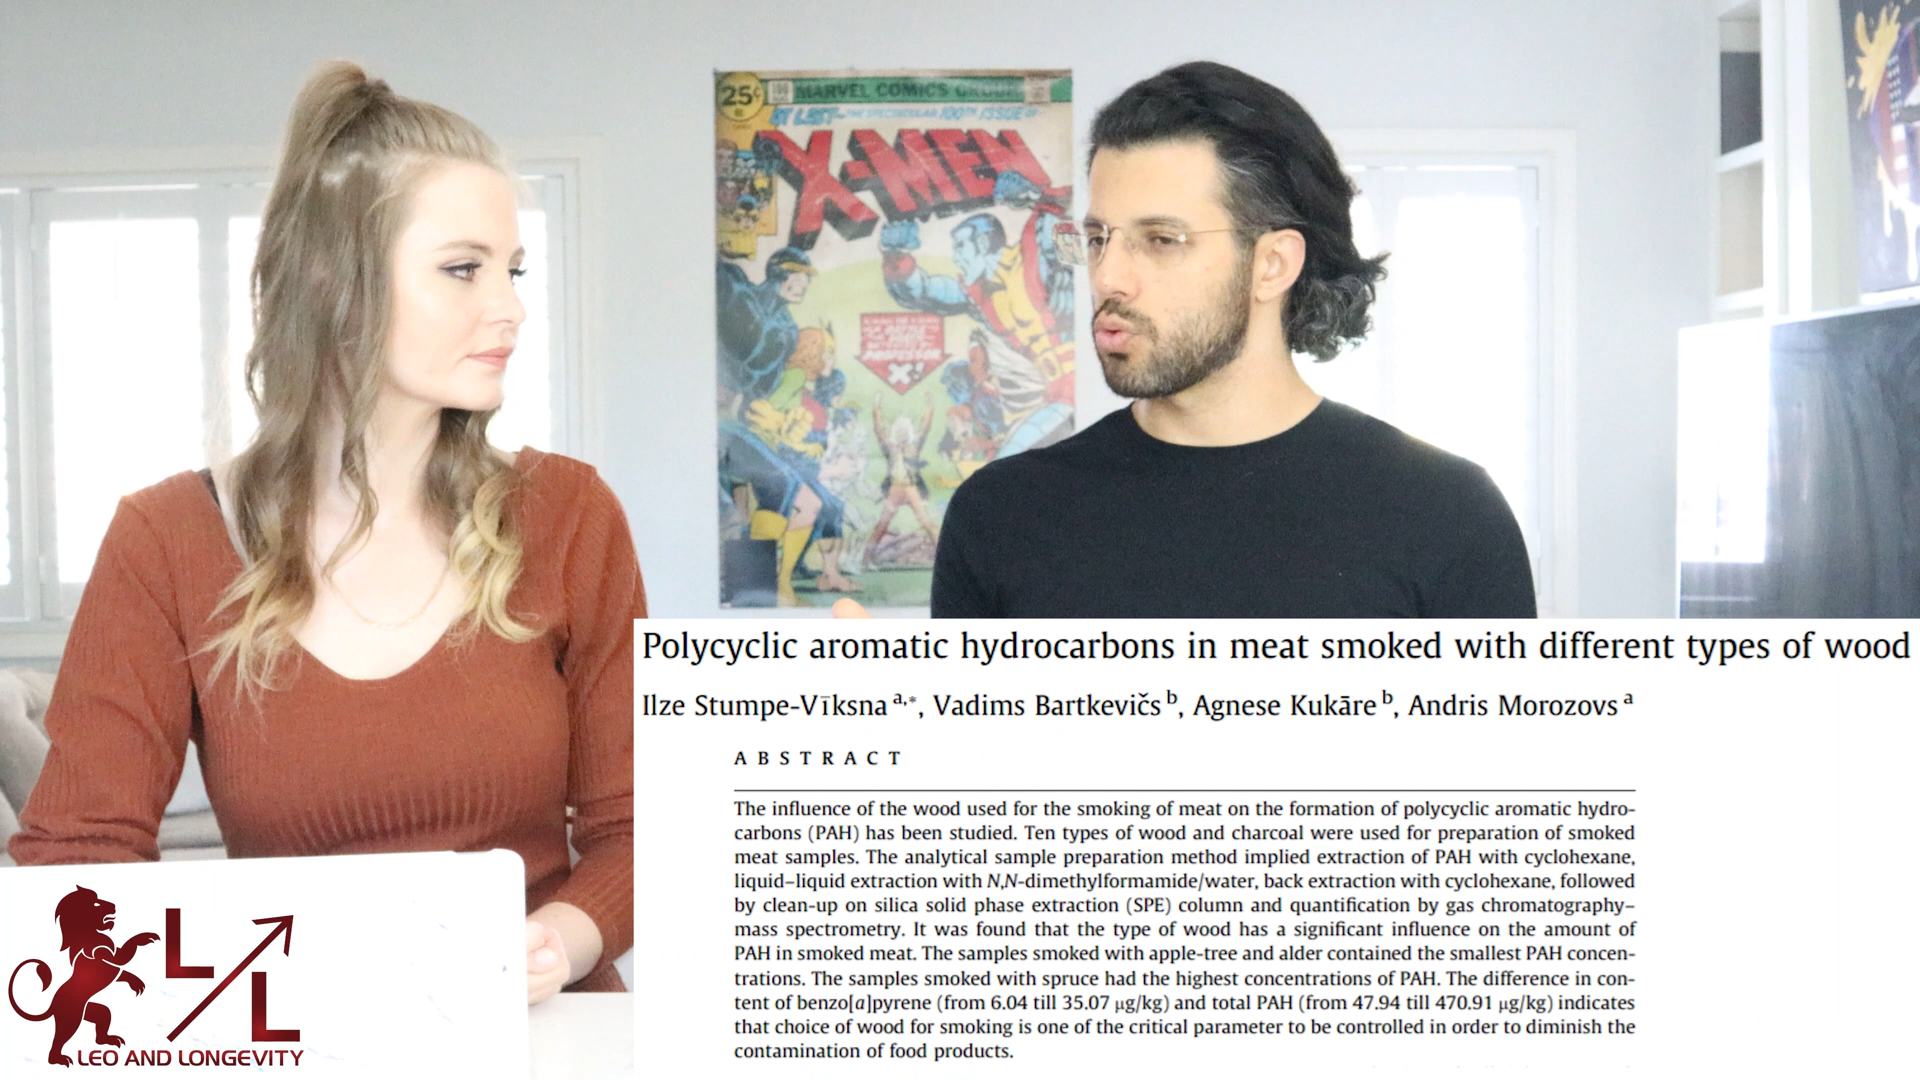 25¢
100
MARVEL COMICS GROUP
AT LAST-THE SPECTACULAR 100TH ISSUE OF-
X-MEN
PROFESSOR
X!
Polycyclic aromatic hydrocarbons in meat smoked with different types of wood
Ilze Stumpe-Vīksna a,*, Vadims Bartkevičs b, Agnese Kukāre b, Andris Morozovs a
ABSTRACT
The influence of the wood used for the smoking of meat on the formation of polycyclic aromatic hydro-
carbons (PAH) has been studied. Ten types of wood and charcoal were used for preparation of smoked
meat samples. The analytical sample preparation method implied extraction of PAH with cyclohexane,
liquid–liquid extraction with N,N-dimethylformamide/water, back extraction with cyclohexane, followed
by clean-up on silica solid phase extraction (SPE) column and quantification by gas chromatography–
mass spectrometry. It was found that the type of wood has a significant influence on the amount of
PAH in smoked meat. The samples smoked with apple-tree and alder contained the smallest PAH concen-
trations. The samples smoked with spruce had the highest concentrations of PAH. The difference in con-
tent of benzo[a]pyrene (from 6.04 till 35.07 μg/kg) and total PAH (from 47.94 till 470.91 μg/kg) indicates
that choice of wood for smoking is one of the critical parameter to be controlled in order to diminish the
contamination of food products.
L/L
LEO AND LONGEVITY